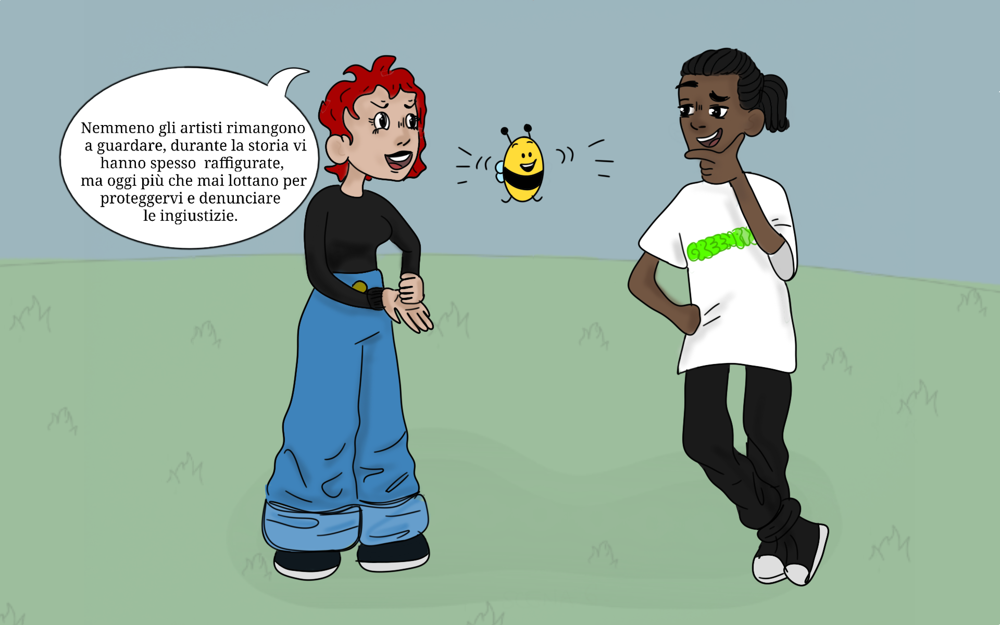 Nemmeno gli artisti rimangono
a guardare, durante la storia vi
hanno spesso raffigurate,
ma oggi più che mai lottano per
proteggervi e denunciare
le ingiustizie.